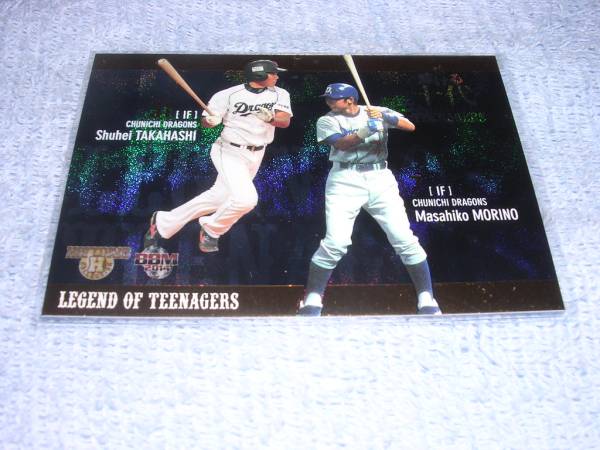 [ IF ]
CHUNICHI DRAGONS
Shuhei TAKAHASHI
Dragons
D
[ IF ]
CHUNICHI DRAGONS
Masahiko MORINO
H
BBM
2014
LEGEND OF TEENAGERS